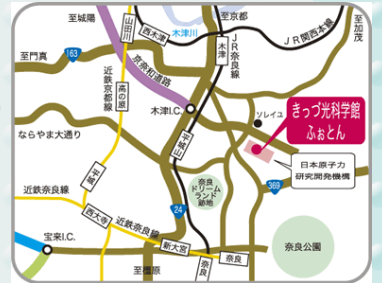 至城陽
至京都
至加茂
山田川
西木津
木津川
木津
JR奈良線
JR関西本線
至門真
163
京奈和道路
近鉄京都線
高の原
木津I.C.
ソレイユ
きっづ光科学館
ふぉとん
ならやま大通り
平城山
日本原子力
研究開発機構
平城
奈良
ドリーム
ランド
跡地
369
近鉄奈良線
西大寺
24
近鉄奈良線
宝来I.C.
新大宮
奈良
奈良公園
至橿原
奈良